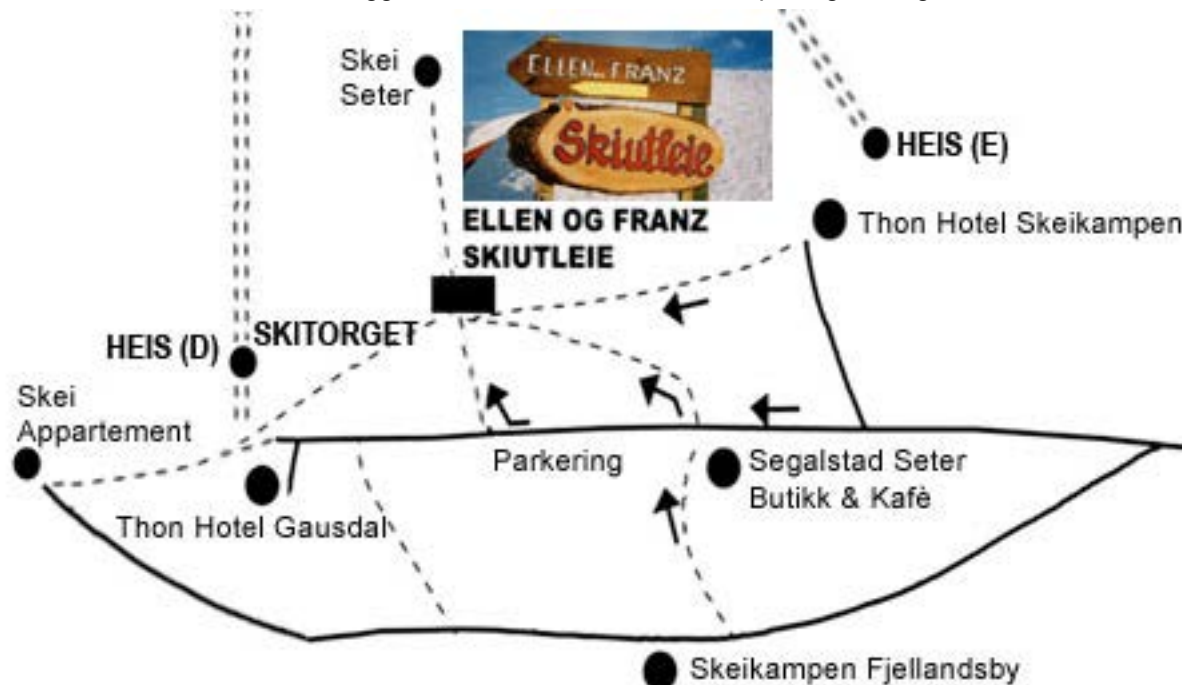 Skei
Seter
ELLEN OG FRANZ
Skiutleie
HEIS (E)
Thon Hotel Skeikampen
ELLEN OG FRANZ
SKIUTLEIE
HEIS (D)
SKITORGET
Skei
Appartement
Parkering
Segalstad Seter
Butikk & Kafè
Thon Hotel Gausdal
Skeikampen Fjellandsby